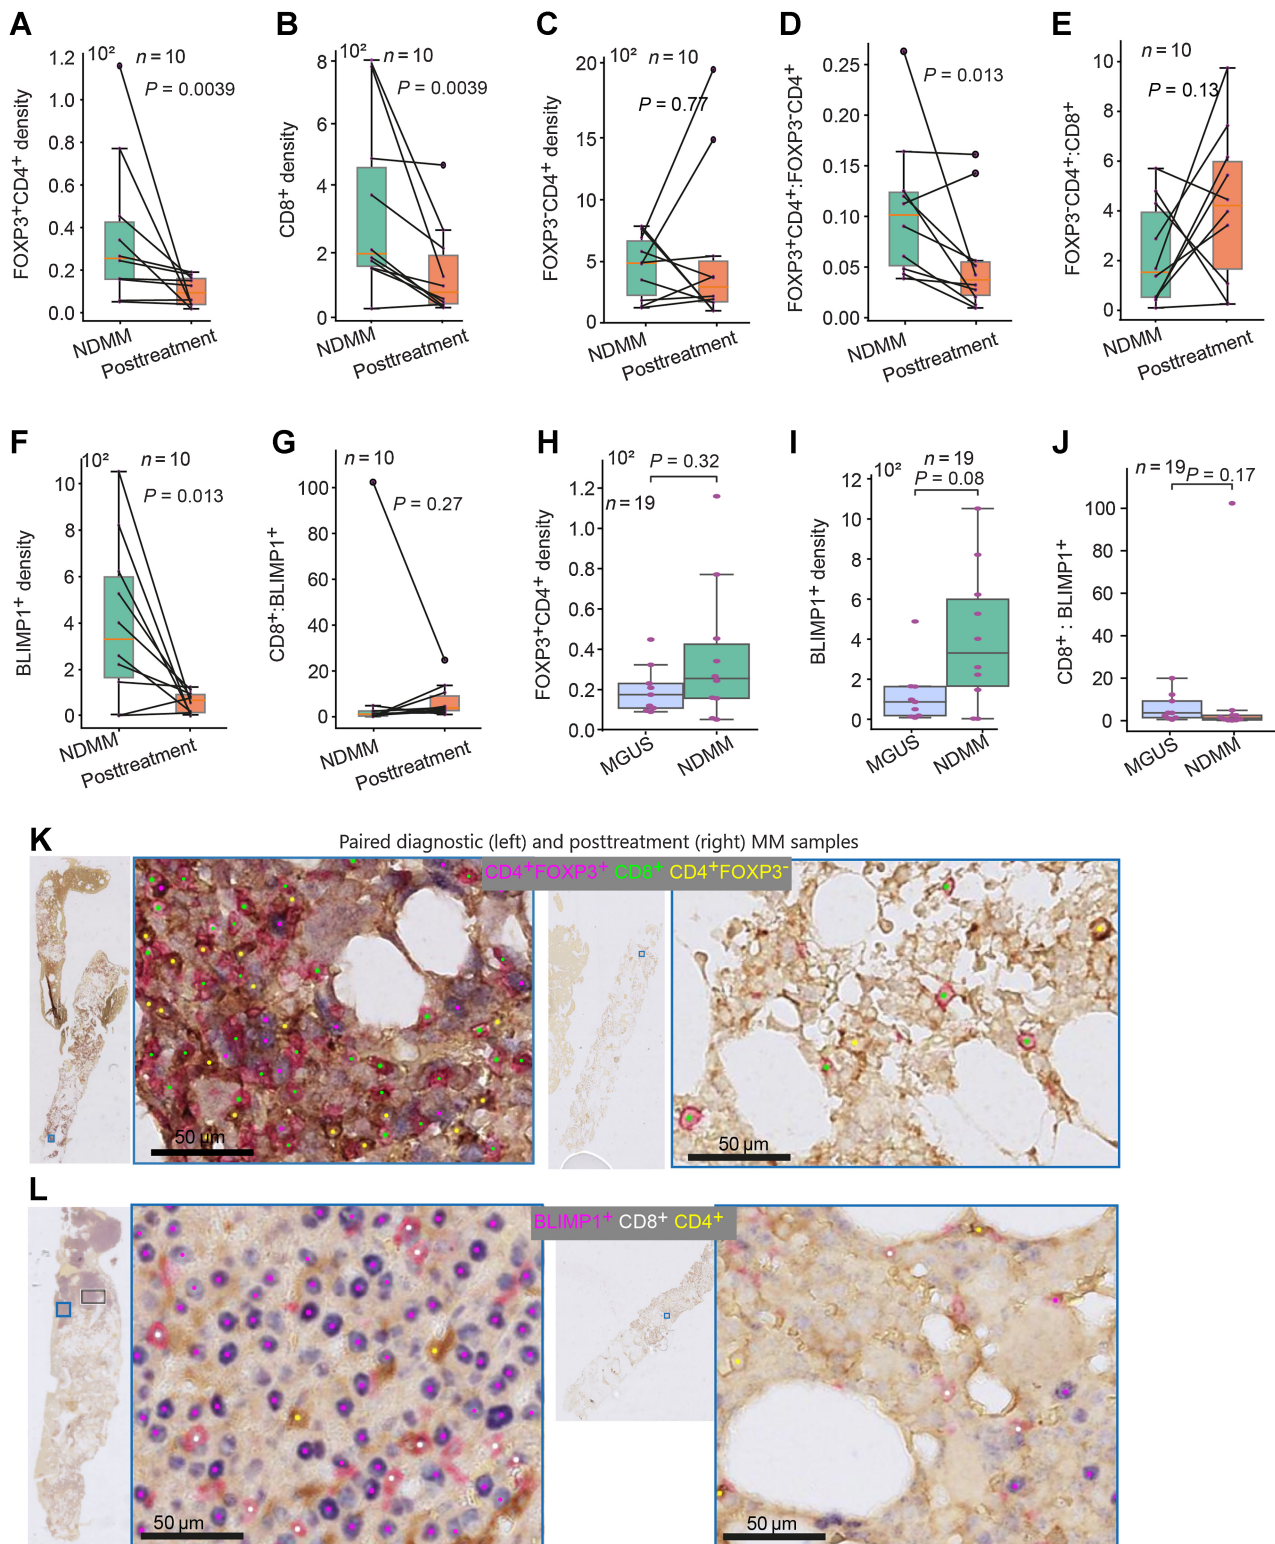 A
B
C
D
E
10²
n = 10
P = 0.0039
FOXP3⁺CD4⁺ density
1.2
1.0
0.8
0.6
0.4
0.2
0.0
NDMM
Posttreatment
10²
n = 10
P = 0.0039
CD8⁺ density
8
6
4
2
0
NDMM
Posttreatment
10²
n = 10
P = 0.77
FOXP3⁻CD4⁺ density
20
15
10
5
0
NDMM
Posttreatment
P = 0.013
FOXP3⁺CD4⁺:FOXP3⁻CD4⁺
0.25
0.20
0.15
0.10
0.05
0.00
NDMM
Posttreatment
n = 10
P = 0.13
FOXP3⁻CD4⁺:CD8⁺
10
8
6
4
2
0
NDMM
Posttreatment
F
G
H
I
J
10²
n = 10
P = 0.013
BLIMP1⁺ density
10
8
6
4
2
0
NDMM
Posttreatment
n = 10
P = 0.27
CD8⁺:BLIMP1⁺
100
80
60
40
20
0
NDMM
Posttreatment
10²
P = 0.32
n = 19
FOXP3⁺CD4⁺ density
1.2
1.0
0.8
0.6
0.4
0.2
0.0
MGUS
NDMM
10²
n = 19
P = 0.08
BLIMP1⁺ density
12
10
8
6
4
2
0
MGUS
NDMM
n = 19
P = 0.17
CD8⁺ : BLIMP1⁺
100
80
60
40
20
0
MGUS
NDMM
K
Paired diagnostic (left) and posttreatment (right) MM samples
CD4⁺FOXP3⁺ CD8⁺ CD4⁺FOXP3⁻
50 µm
50 µm
L
BLIMP1⁺ CD8⁺ CD4⁺
50 µm
50 µm